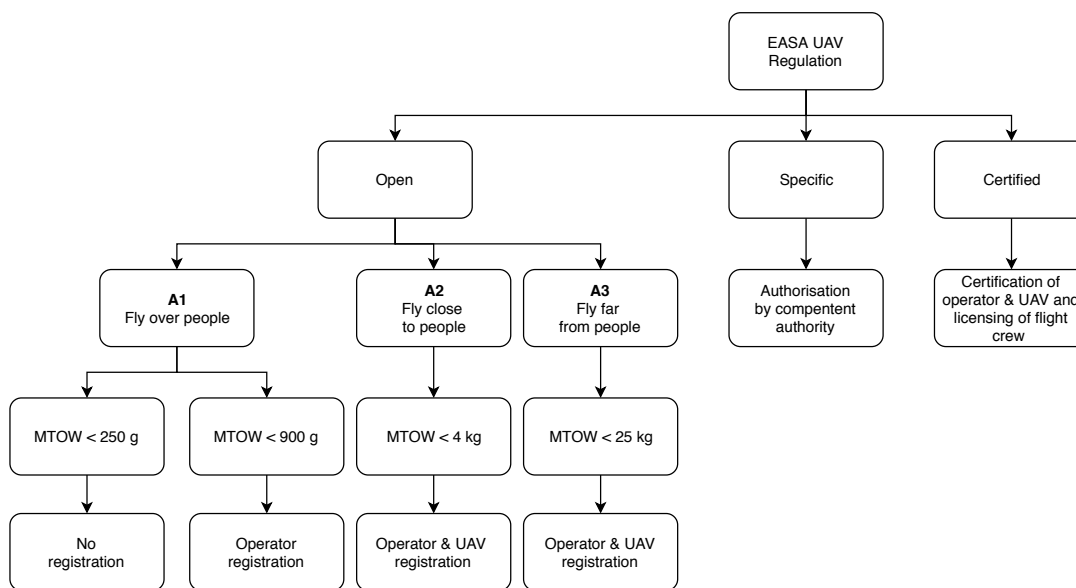 EASA UAV
Regulation
Open
Specific
Certified
A1
Fly over people
A2
Fly close
to people
A3
Fly far
from people
Authorisation
by compentent
authority
Certification of
operator & UAV and
licensing of flight
crew
MTOW < 250 g
MTOW < 900 g
MTOW < 4 kg
MTOW < 25 kg
No
registration
Operator
registration
Operator & UAV
registration
Operator & UAV
registration